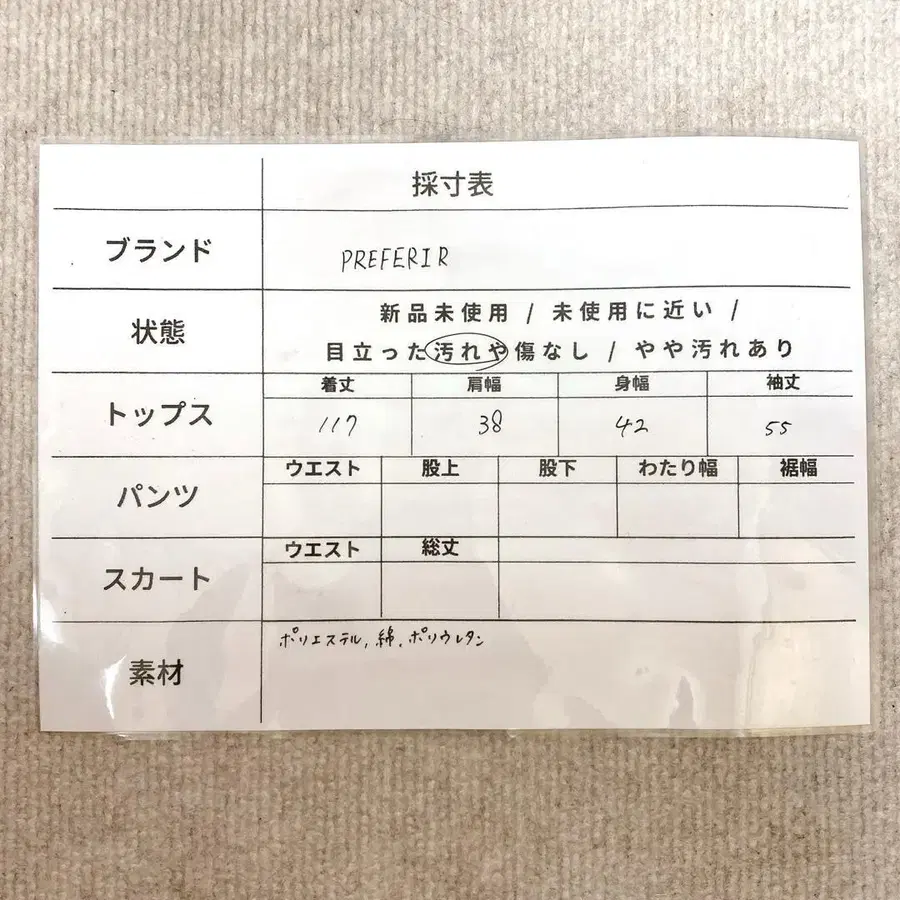 採寸表
ブランド
PREFERIR
状態
新品未使用 / 未使用に近い /
目立った汚れや傷なし / やや汚れあり
トップス
着丈 肩幅 身幅 袖丈
117 38 42 55
パンツ
ウエスト 股上 股下 わたり幅 裾幅
スカート
ウエスト 総丈
素材
ポリエステル, 綿, ポリウレタン